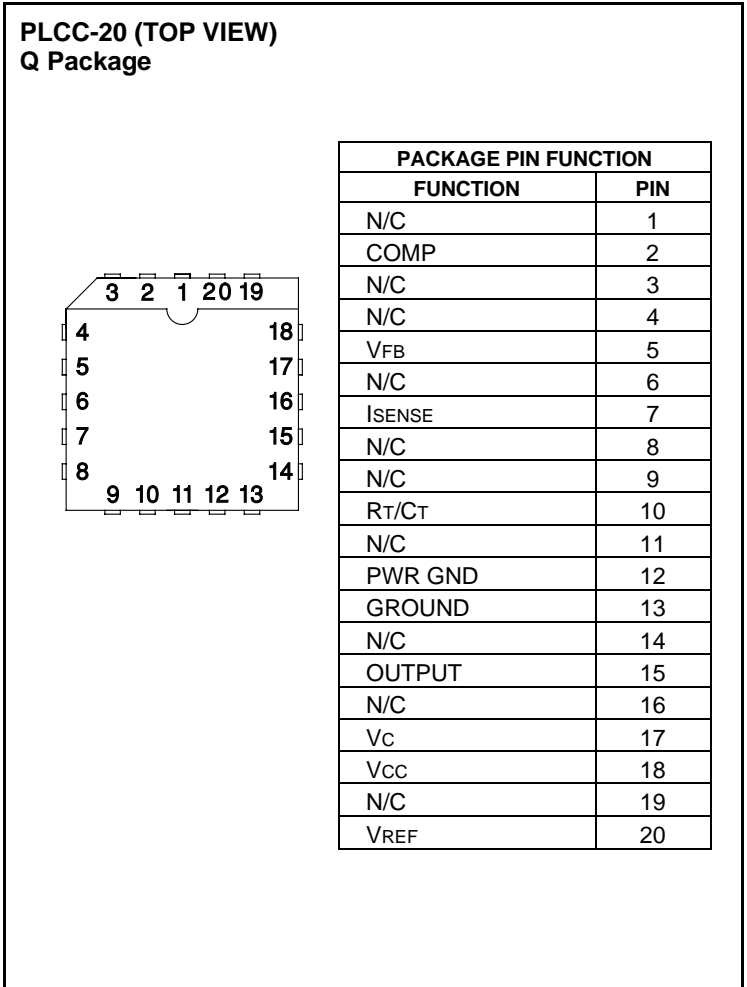 PLCC-20 (TOP VIEW)
Q Package
3 2 1 20 19
4 18
5 17
6 16
7 15
8 14
9 10 11 12 13
PACKAGE PIN FUNCTION
FUNCTION PIN
N/C 1
COMP 2
N/C 3
N/C 4
VFB 5
N/C 6
ISENSE 7
N/C 8
N/C 9
RT/CT 10
N/C 11
PWR GND 12
GROUND 13
N/C 14
OUTPUT 15
N/C 16
VC 17
VCC 18
N/C 19
VREF 20